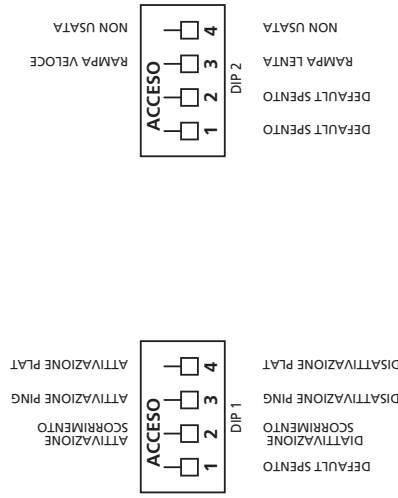 NON USATA
RAMPA VELOCE
ACCESO
4
3
2
1
DIP 2
NON USATA
RAMPA LENTA
DEFAULT SPENTO
DEFAULT SPENTO
ATTIVAZIONE PLAT
ATTIVAZIONE PING
ATTIVAZIONE
SCORRIMENTO
ACCESO
4
3
2
1
DIP 1
DISATTIVAZIONE PLAT
DISATTIVAZIONE PING
DIATTIVAZIONE
SCORRIMENTO
DEFAULT SPENTO